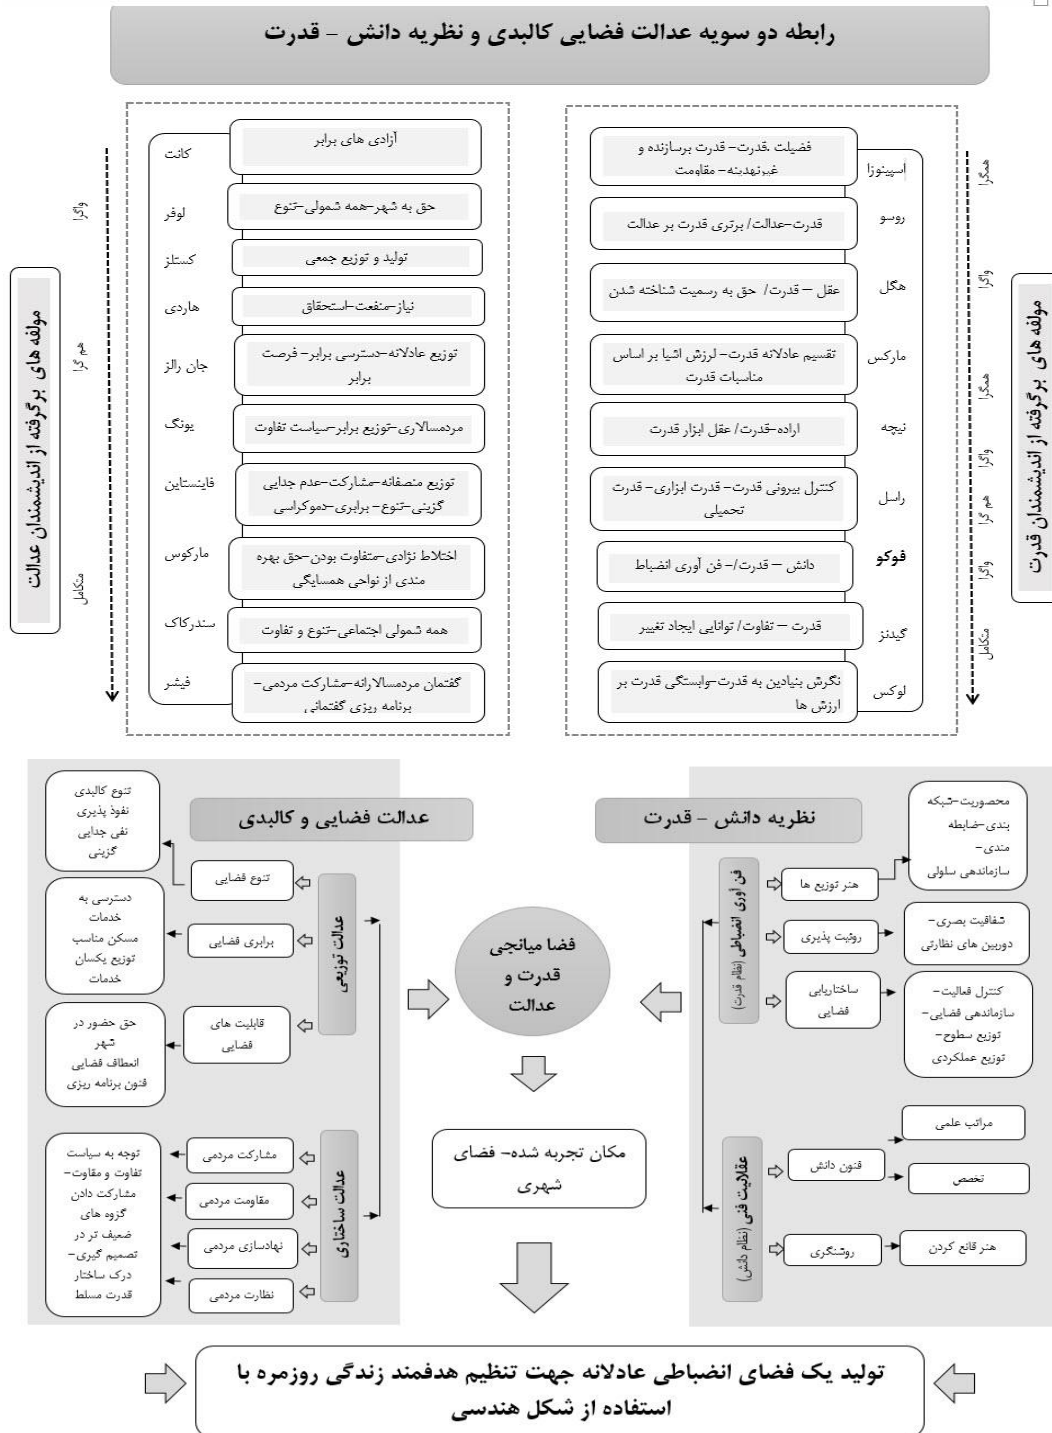 رابطه دو سویه عدالت فضایی کالبدی و نظریه دانش – قدرت
مولفه های برگرفته از اندیشمندان قدرت
همگرا
واگرا
همگرا
واگرا
هم گرا
واگرا
متکامل
اسپینوزا
فضیلت ،قدرت– قدرت برسازنده و
غیرتهدینه– مقاومت
روسو
قدرت–عدالت/ برتری قدرت بر عدالت
هگل
عقل – قدرت/ حق به رسمیت شناخته شدن
مارکس
تقسیم عادلانه قدرت– لرزش اشیا بر اساس
مناسبات قدرت
نیچه
اراده–قدرت/ عقل ابزار قدرت
راسل
کنترل بیرونی قدرت– قدرت ابزاری– قدرت
تحمیلی
فوکو
دانش – قدرت/– فن آوری انضباط
گیدنز
قدرت – تفاوت/ توانایی ایجاد تغییر
لوکس
نگرش بنیادین به قدرت–وابستگی قدرت بر
ارزش ها
آزادی های برابر
کانت
حق به شهر–همه شمولی–تنوع
لوفر
تولید و توزیع جمعی
کستلز
نیاز–منفعت–استحقاق
هاردی
توزیع عادلانه–دسترسی برابر– فرصت
برابر
جان رالز
مردمسالاری–توزیع برابر–سیاست تفاوت
یونگ
توزیع منصفانه–مشارکت–عدم جدایی
گزینی–تنوع– برابری–دموکراسی
فاینستاین
اختلاط نژادی–متفاوت بودن–حق بهره
مندی از نواحی همسایگی
مارکوس
همه شمولی اجتماعی–تنوع و تفاوت
سندرکاک
گفتمان مردمسالارانه–مشارکت مردمی–
برنامه ریزی گفتمانی
فیشر
واگرا
هم گرا
متکامل
مولفه های برگرفته از اندیشمندان عدالت
نظریه دانش – قدرت
فن آوری انضباطی (نظام قدرت)
هنر توزیع ها
محصوریت–شبکه
بندی–ضابطه
مندی–
سازماندهی سلولی
روئیت پذیری
شفاقیت بصری–
دوربین های نظارتی
ساختاریابی
فضایی
کنترل فعالیت–
سازماندهی فضایی–
توزیع سطوح–
توزیع عملکردی
عقلالیت فنی (نظام دانش)
فنون دانش
مراتب علمی
تخصص
روشنگری
هنر قانع کردن
فضا میانجی
قدرت و
عدالت
مکان تجربه شده– فضای
شهری
عدالت فضایی و کالبدی
عدالت توزیعی
تنوع فضایی
تنوع کالبدی
نفوذ پذیری
نفی جدایی
گزینی
برابری فضایی
دسترسی به
خدمات
مسکن مناسب
توزیع یکسان
خدمات
قابلیت های
فضایی
حق حضور در
شهر
انعطاف فضایی
فنون برنامه ریزی
عدالت ساختاری
مشارکت مردمی
مقاومت مردمی
نهادسازی مردمی
نظارت مردمی
توجه به سیاست
تفاوت و مقاوت–
مشارکت دادن
گزوه های
ضعیف تر در
تصمیم گیری–
درک ساختار
قدرت مسلط
تولید یک فضای انضباطی عادلانه جهت تنظیم هدفمند زندگی روزمره با
استفاده از شکل هندسی